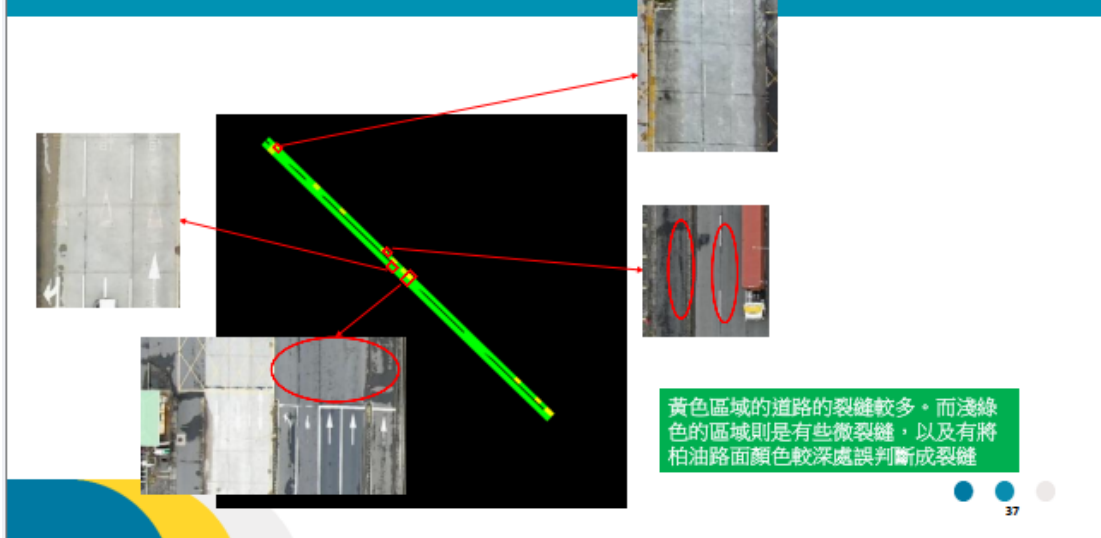 黃色區域的道路的裂縫較多。而淺綠
色的區域則是有些微裂縫，以及有將
柏油路面顏色較深處誤判斷成裂縫
37